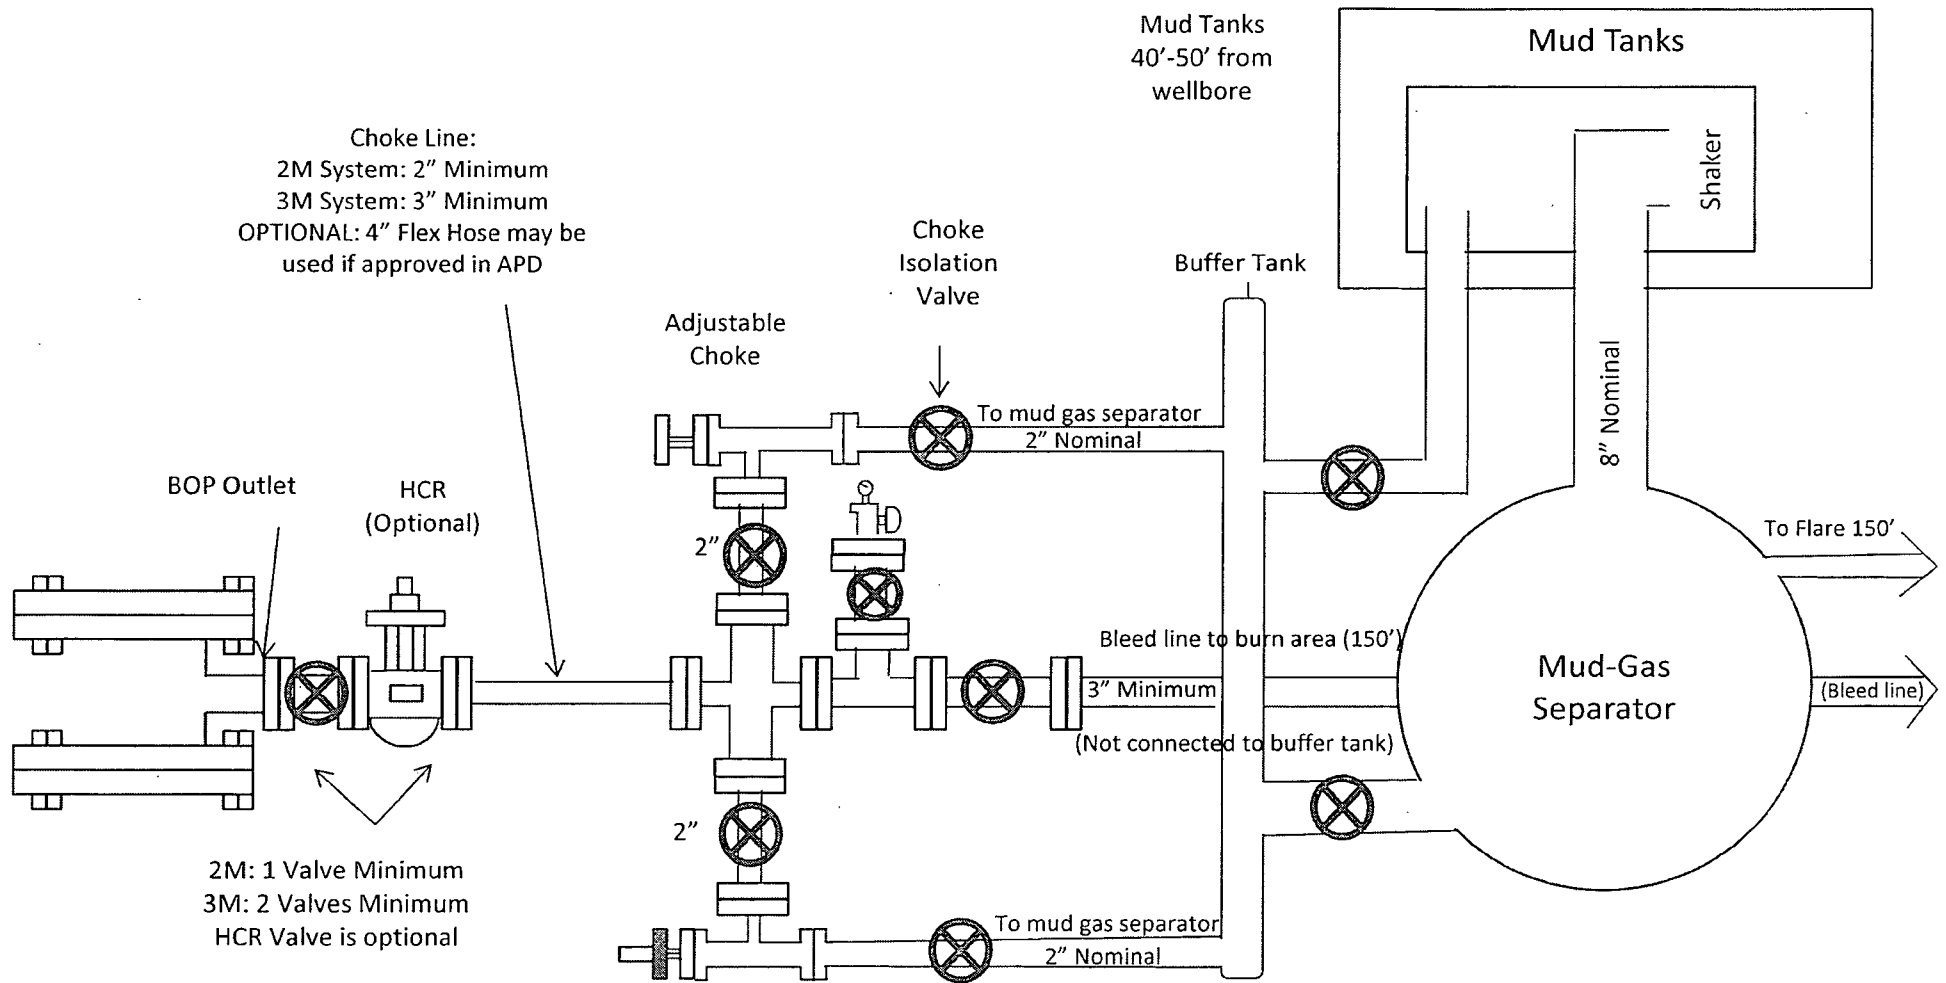 Mud Tanks
40’-50’ from
wellbore
Mud Tanks
Shaker
Choke Line:
2M System: 2” Minimum
3M System: 3” Minimum
OPTIONAL: 4” Flex Hose may be
used if approved in APD
Choke
Isolation
Valve
Buffer Tank
Adjustable
Choke
8” Nominal
To mud gas separator
2” Nominal
BOP Outlet
HCR
(Optional)
2”
To Flare 150’
Bleed line to burn area (150’)
3” Minimum
(Not connected to buffer tank)
Mud-Gas
Separator
(Bleed line)
2”
2M: 1 Valve Minimum
3M: 2 Valves Minimum
HCR Valve is optional
To mud gas separator
2” Nominal